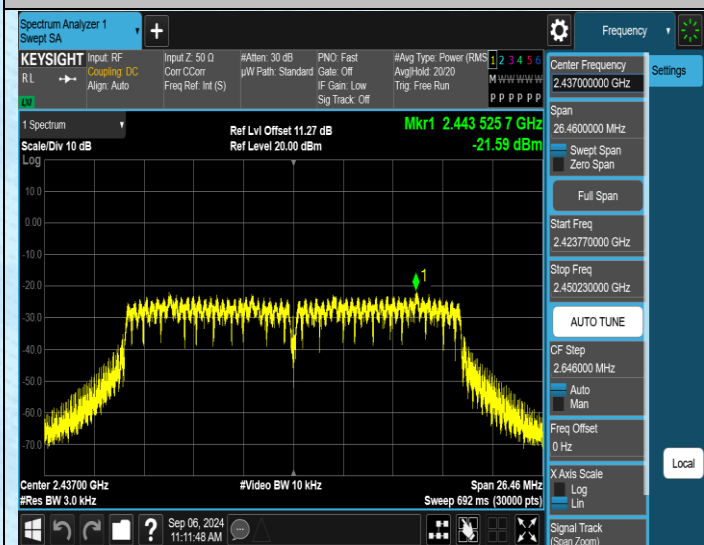 Spectrum Analyzer 1
Swept SA
+
Frequency
KEYSIGHT
RL
LXI
Input: RF
Coupling: DC
Align: Auto
Input Z: 50 Ω
Corr CCorr
Freq Ref: Int (S)
#Atten: 30 dB
µW Path: Standard
PNO: Fast
Gate: Off
IF Gain: Low
Sig Track: Off
#Avg Type: Power (RMS
Avg|Hold: 20/20
Trig: Free Run
1 2 3 4 5 6
M W W W W W
P P P P P P
1 Spectrum
Scale/Div 10 dB
Log
Ref Lvl Offset 11.27 dB
Ref Level 20.00 dBm
Mkr1 2.443 525 7 GHz
-21.59 dBm
10.0
0.00
-10.0
-20.0
-30.0
-40.0
-50.0
-60.0
-70.0
1
Center 2.43700 GHz
#Res BW 3.0 kHz
#Video BW 10 kHz
Span 26.46 MHz
Sweep 692 ms (30000 pts)
?
Sep 06, 2024
11:11:48 AM
Center Frequency
2.437000000 GHz
Span
26.4600000 MHz
Swept Span
Zero Span
Full Span
Start Freq
2.423770000 GHz
Stop Freq
2.450230000 GHz
AUTO TUNE
CF Step
2.646000 MHz
Auto
Man
Freq Offset
0 Hz
X Axis Scale
Log
Lin
Signal Track
(Span Zoom)
Settings
Local